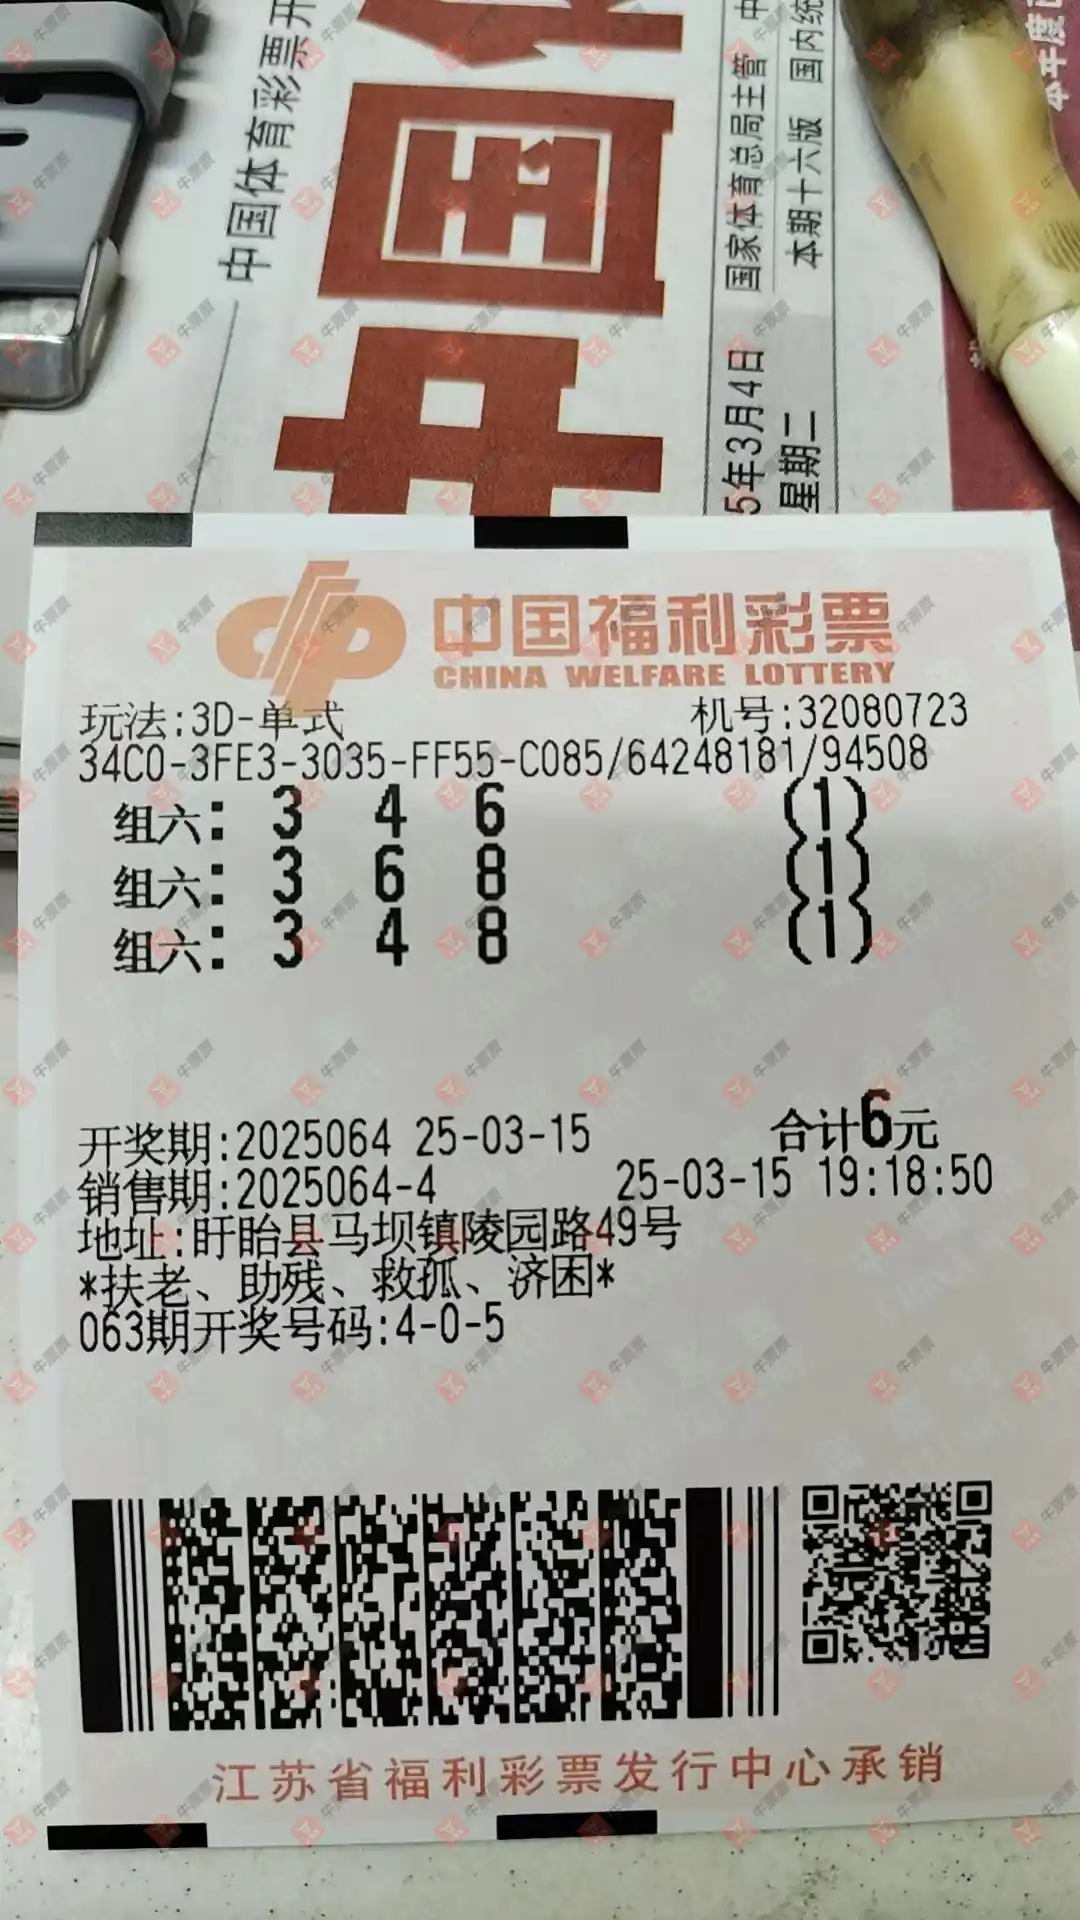 中国体育彩票开
中国
国家体育总局主管 中
本期十六版 国内统
5年3月4日
星期二
中国福利彩票
CHINA WELFARE LOTTERY
玩法:3D-单式 机号:32080723
34C0-3FE3-3035-FF55-C085/64248181/94508
组六: 3 4 6 (1)
组六: 3 6 8 (1)
组六: 3 4 8 (1)
开奖期:2025064 25-03-15 合计6元
销售期:2025064-4 25-03-15 19:18:50
地址:盱眙县马坝镇陵园路49号
*扶老、助残、救孤、济困*
063期开奖号码:4-0-5
江苏省福利彩票发行中心承销
牛票票